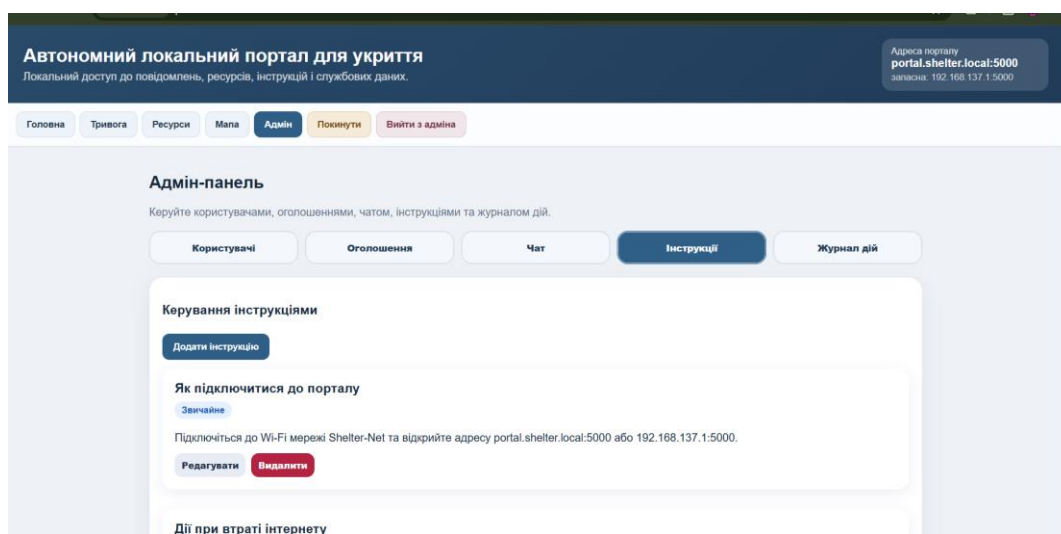 Автономний локальний портал для укриття
Локальний доступ до повідомлень, ресурсів, інструкцій і службових даних.
Адреса порталу
portal.shelter.local:5000
запасна: 192.168.137.1:5000
Головна Тривога Ресурси Мапа Адмін Покинути Вийти з адміна
Адмін-панель
Керуйте користувачами, оголошеннями, чатом, інструкціями та журналом дій.
Користувачі Оголошення Чат Інструкції Журнал дій
Керування інструкціями
Додати інструкцію
Як підключитися до порталу
Звичайне
Підключіться до Wi-Fi мережі Shelter-Net та відкрийте адресу portal.shelter.local:5000 або 192.168.137.1:5000.
Редагувати Видалити
Дії при втраті інтернету